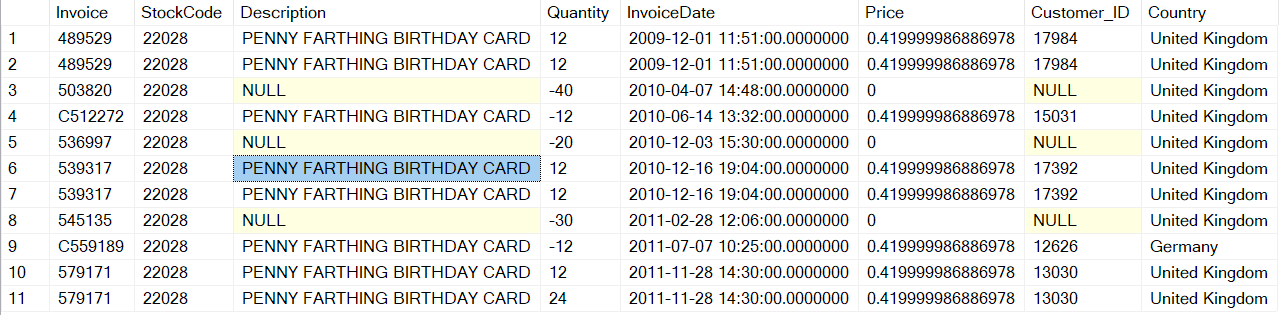 Invoice StockCode Description Quantity InvoiceDate Price Customer_ID Country
1 489529 22028 PENNY FARTHING BIRTHDAY CARD 12 2009-12-01 11:51:00.0000000 0.419999986886978 17984 United Kingdom
2 489529 22028 PENNY FARTHING BIRTHDAY CARD 12 2009-12-01 11:51:00.0000000 0.419999986886978 17984 United Kingdom
3 503820 22028 NULL -40 2010-04-07 14:48:00.0000000 0 NULL United Kingdom
4 C512272 22028 PENNY FARTHING BIRTHDAY CARD -12 2010-06-14 13:32:00.0000000 0.419999986886978 15031 United Kingdom
5 536997 22028 NULL -20 2010-12-03 15:30:00.0000000 0 NULL United Kingdom
6 539317 22028 PENNY FARTHING BIRTHDAY CARD 12 2010-12-16 19:04:00.0000000 0.419999986886978 17392 United Kingdom
7 539317 22028 PENNY FARTHING BIRTHDAY CARD 12 2010-12-16 19:04:00.0000000 0.419999986886978 17392 United Kingdom
8 545135 22028 NULL -30 2011-02-28 12:06:00.0000000 0 NULL United Kingdom
9 C559189 22028 PENNY FARTHING BIRTHDAY CARD -12 2011-07-07 10:25:00.0000000 0.419999986886978 12626 Germany
10 579171 22028 PENNY FARTHING BIRTHDAY CARD 12 2011-11-28 14:30:00.0000000 0.419999986886978 13030 United Kingdom
11 579171 22028 PENNY FARTHING BIRTHDAY CARD 24 2011-11-28 14:30:00.0000000 0.419999986886978 13030 United Kingdom